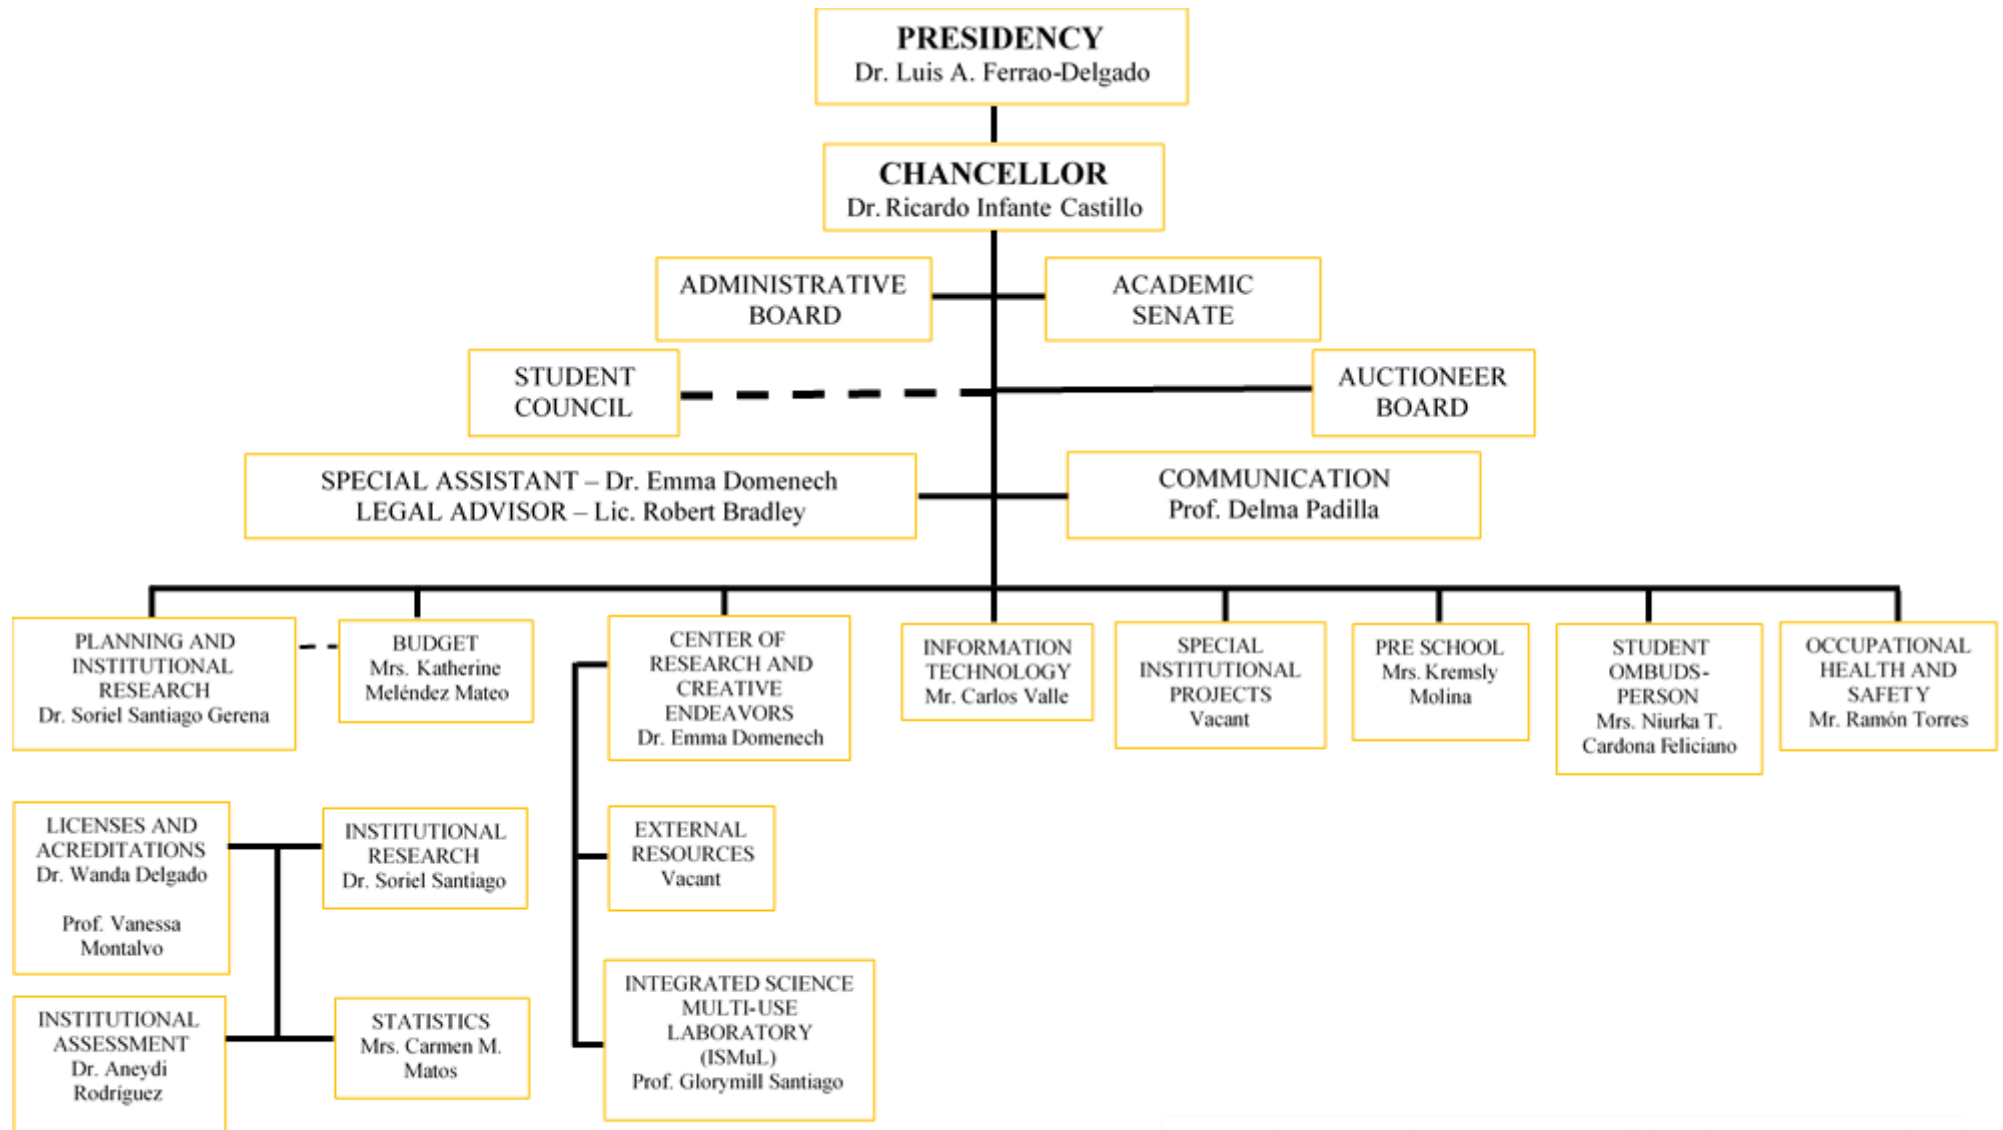 PRESIDENCY
Dr. Luis A. Ferrao-Delgado
CHANCELLOR
Dr. Ricardo Infante Castillo
ADMINISTRATIVE
BOARD
ACADEMIC
SENATE
STUDENT
COUNCIL
AUCTIONEER
BOARD
SPECIAL ASSISTANT – Dr. Emma Domenech
LEGAL ADVISOR – Lic. Robert Bradley
COMMUNICATION
Prof. Delma Padilla
PLANNING AND
INSTITUTIONAL
RESEARCH
Dr. Soriel Santiago Gerena
BUDGET
Mrs. Katherine
Meléndez Mateo
CENTER OF
RESEARCH AND
CREATIVE
ENDEAVORS
Dr. Emma Domenech
INFORMATION
TECHNOLOGY
Mr. Carlos Valle
SPECIAL
INSTITUTIONAL
PROJECTS
Vacant
PRE SCHOOL
Mrs. Kremsly
Molina
STUDENT
OMBUDS-
PERSON
Mrs. Niurka T.
Cardona Feliciano
OCCUPATIONAL
HEALTH AND
SAFETY
Mr. Ramón Torres
LICENSES AND
ACREDITATIONS
Dr. Wanda Delgado
Prof. Vanessa
Montalvo
INSTITUTIONAL
RESEARCH
Dr. Soriel Santiago
EXTERNAL
RESOURCES
Vacant
INSTITUTIONAL
ASSESSMENT
Dr. Aneydi
Rodríguez
STATISTICS
Mrs. Carmen M.
Matos
INTEGRATED SCIENCE
MULTI-USE
LABORATORY
(ISMuL)
Prof. Glorymill Santiago